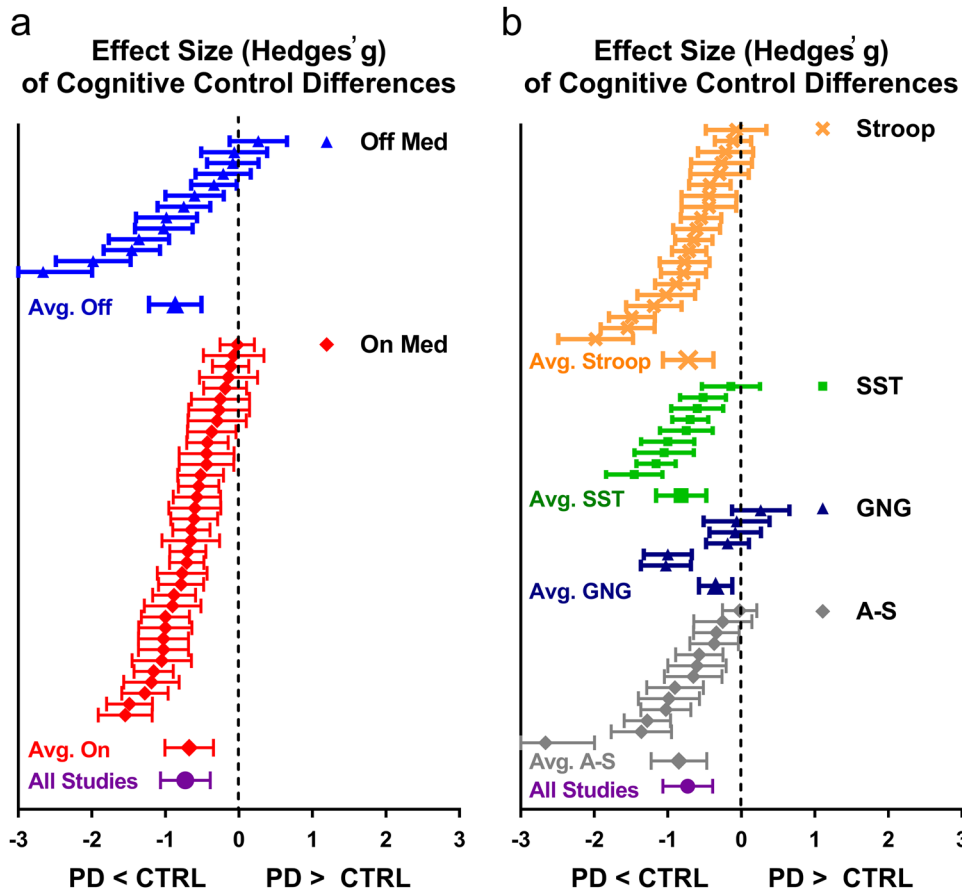 a
Effect Size (Hedges’g)
of Cognitive Control Differences
Off Med
Avg. Off
On Med
Avg. On
All Studies
-3 -2 -1 0 1 2 3
PD < CTRL PD > CTRL
b
Effect Size (Hedges’g)
of Cognitive Control Differences
Stroop
Avg. Stroop
SST
Avg. SST
GNG
Avg. GNG
A-S
Avg. A-S
All Studies
-3 -2 -1 0 1 2 3
PD < CTRL PD > CTRL